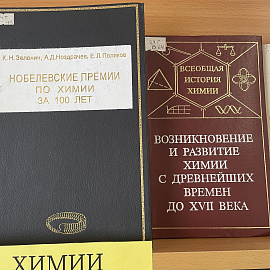 К. Н. Зеленин, А.Д. Ноздрачев, Е.Л. Поляков
НОБЕЛЕВСКИЕ ПРЕМИИ
ПО ХИМИИ
ЗА 100 ЛЕТ
ВСЕОБЩАЯ
ИСТОРИЯ
ХИМИИ
ВОЗНИКНОВЕНИЕ
И РАЗВИТИЕ
ХИМИИ
С ДРЕВНЕЙШИХ
ВРЕМЕН
ДО XVII ВЕКА
ХИМИИ